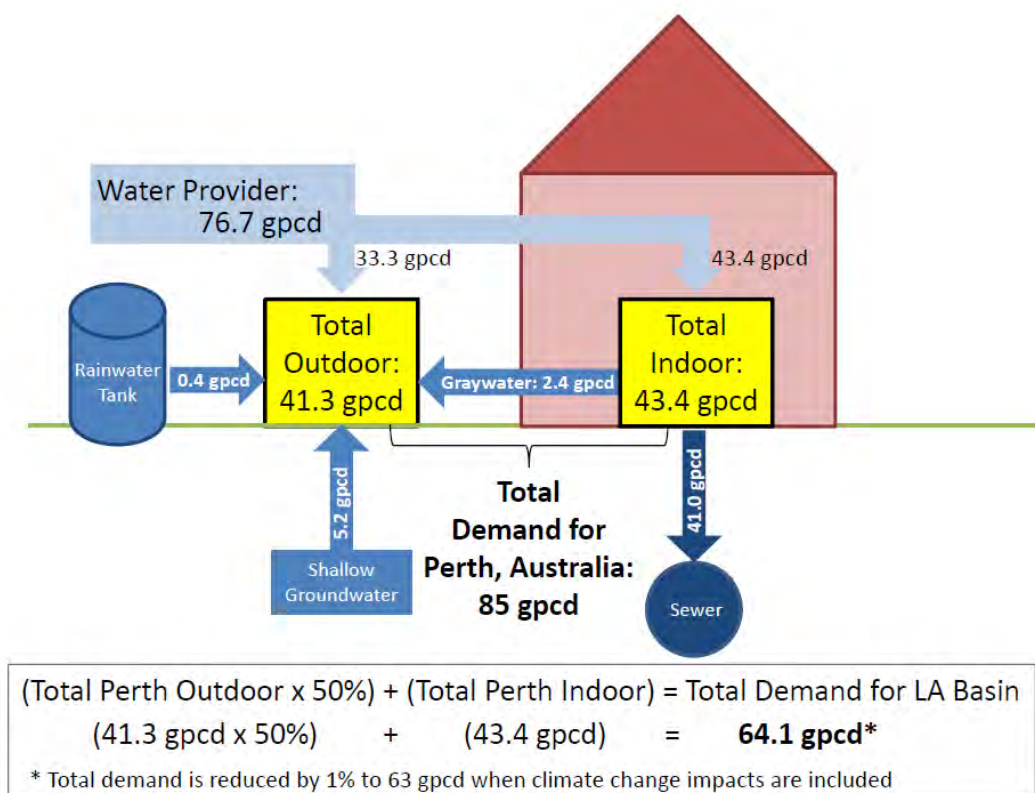 Water Provider:
76.7 gpcd
33.3 gpcd
43.4 gpcd
Rainwater
Tank
0.4 gpcd
Total
Outdoor:
41.3 gpcd
Graywater: 2.4 gpcd
Total
Indoor:
43.4 gpcd
5.2 gpcd
Shallow
Groundwater
Total
Demand for
Perth, Australia:
85 gpcd
41.0 gpcd
Sewer
(Total Perth Outdoor x 50%) + (Total Perth Indoor) = Total Demand for LA Basin
(41.3 gpcd x 50%) + (43.4 gpcd) = 64.1 gpcd*
* Total demand is reduced by 1% to 63 gpcd when climate change impacts are included